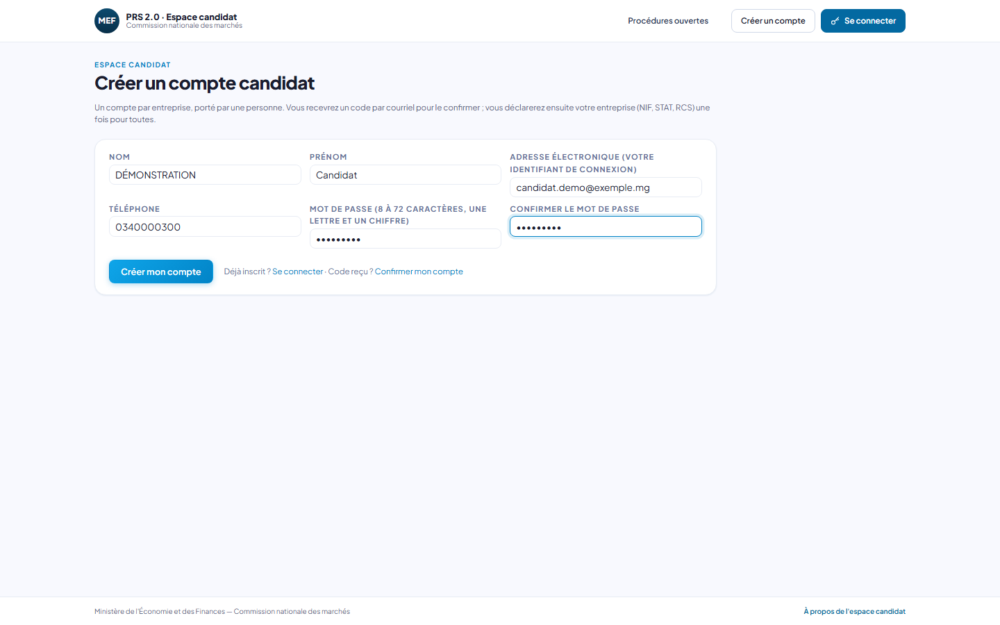 MEF
PRS 2.0 · Espace candidat
Commission nationale des marchés
Procédures ouvertes
Créer un compte
Se connecter
ESPACE CANDIDAT
Créer un compte candidat
Un compte par entreprise, porté par une personne. Vous recevrez un code par courriel pour le confirmer ; vous déclarerez ensuite votre entreprise (NIF, STAT, RCS) une
fois pour toutes.
NOM
DÉMONSTRATION
PRÉNOM
Candidat
ADRESSE ÉLECTRONIQUE (VOTRE
IDENTIFIANT DE CONNEXION)
candidat.demo@exemple.mg
TÉLÉPHONE
0340000300
MOT DE PASSE (8 À 72 CARACTÈRES, UNE
LETTRE ET UN CHIFFRE)
•••••••••
CONFIRMER LE MOT DE PASSE
•••••••••
Créer mon compte
Déjà inscrit ? Se connecter · Code reçu ? Confirmer mon compte
Ministère de l'Économie et des Finances — Commission nationale des marchés
À propos de l'espace candidat